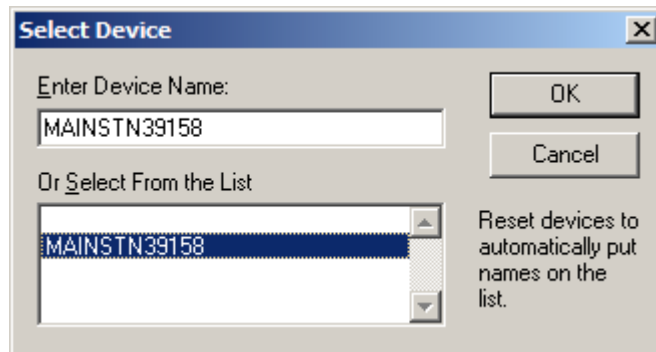 Select Device
Enter Device Name:
OK
MAINSTN39158
Cancel
Or Select From the List
MAINSTN39158
Reset devices to
automatically put
names on the
list.